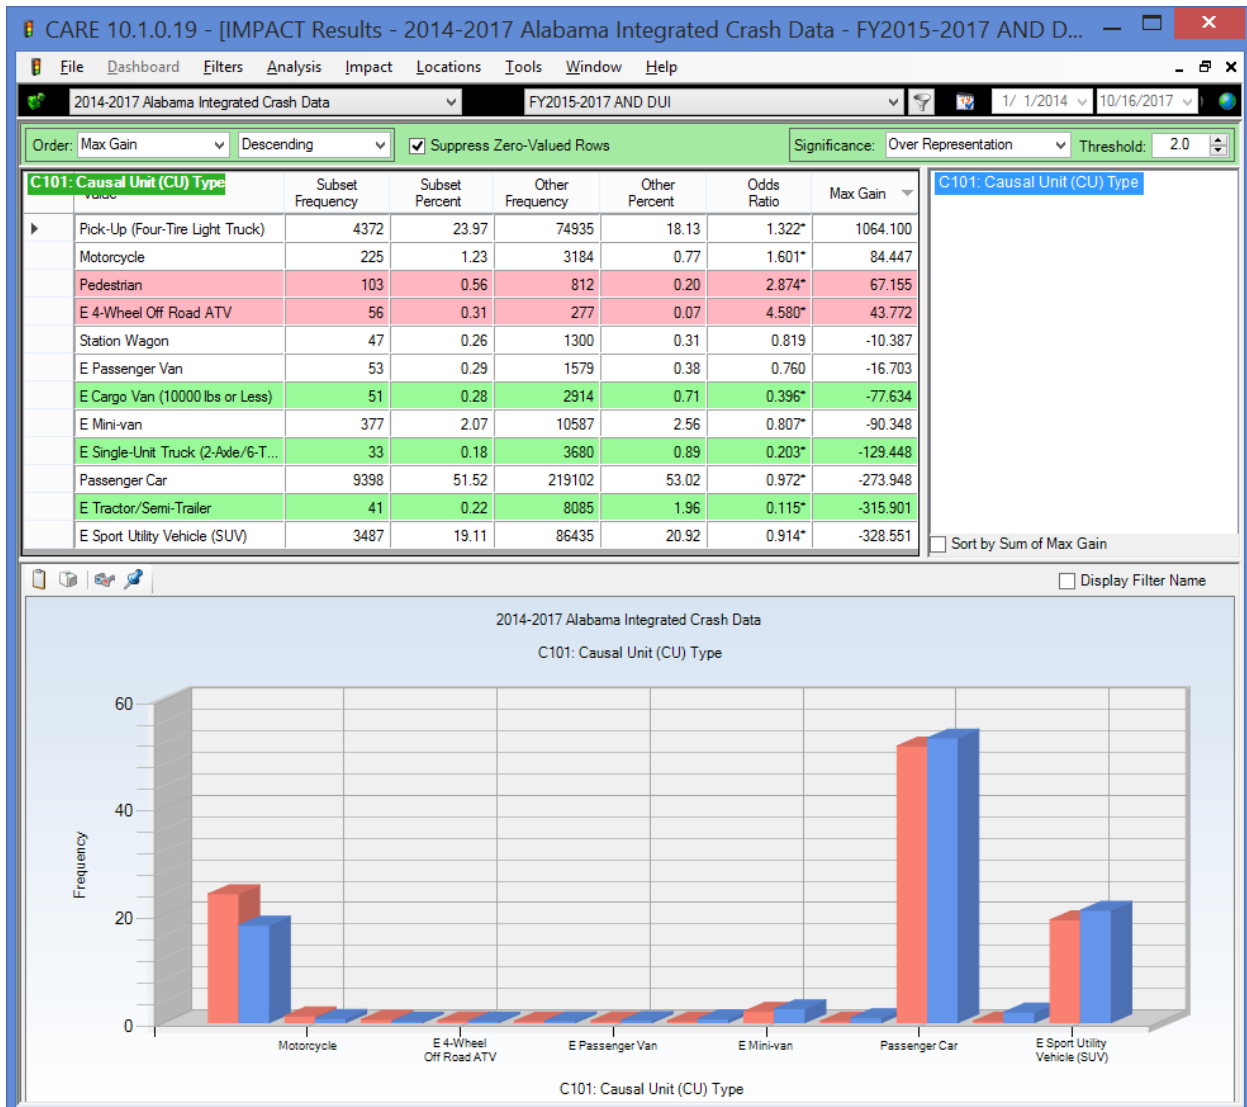 CARE 10.1.0.19 - [IMPACT Results - 2014-2017 Alabama Integrated Crash Data - FY2015-2017 AND D...
File Dashboard Filters Analysis Impact Locations Tools Window Help
2014-2017 Alabama Integrated Crash Data FY2015-2017 AND DUI 1/ 1/2014 10/16/2017
Order: Max Gain Descending Suppress Zero-Valued Rows Significance: Over Representation Threshold: 2.0
C101: Causal Unit (CU) Type Subset Frequency Subset Percent Other Frequency Other Percent Odds Ratio Max Gain C101: Causal Unit (CU) Type
Pick-Up (Four-Tire Light Truck) 4372 23.97 74935 18.13 1.322* 1064.100
Motorcycle 225 1.23 3184 0.77 1.601* 84.447
Pedestrian 103 0.56 812 0.20 2.874* 67.155
E 4-Wheel Off Road ATV 56 0.31 277 0.07 4.580* 43.772
Station Wagon 47 0.26 1300 0.31 0.819 -10.387
E Passenger Van 53 0.29 1579 0.38 0.760 -16.703
E Cargo Van (10000 lbs or Less) 51 0.28 2914 0.71 0.396* -77.634
E Mini-van 377 2.07 10587 2.56 0.807* -90.348
E Single-Unit Truck (2-Axle/6-T... 33 0.18 3680 0.89 0.203* -129.448
Passenger Car 9398 51.52 219102 53.02 0.972* -273.948
E Tractor/Semi-Trailer 41 0.22 8085 1.96 0.115* -315.901
E Sport Utility Vehicle (SUV) 3487 19.11 86435 20.92 0.914* -328.551
Sort by Sum of Max Gain
Display Filter Name
2014-2017 Alabama Integrated Crash Data
C101: Causal Unit (CU) Type
60
40
20
0
Frequency
Motorcycle
E 4-Wheel
Off Road ATV
E Passenger Van
E Mini-van
Passenger Car
E Sport Utility
Vehicle (SUV)
C101: Causal Unit (CU) Type